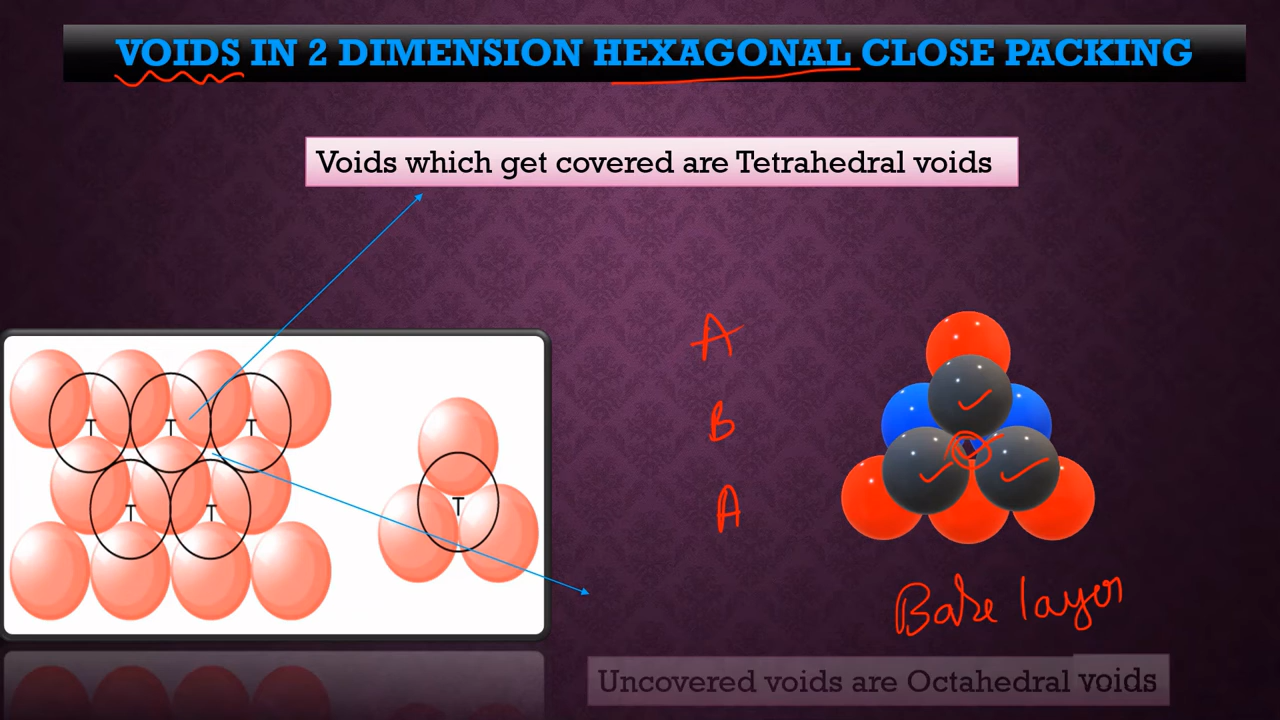 VOIDS IN 2 DIMENSION HEXAGONAL CLOSE PACKING
Voids which get covered are Tetrahedral voids
A
B
A
T T T
T T
T
Base layer
Uncovered voids are Octahedral voids